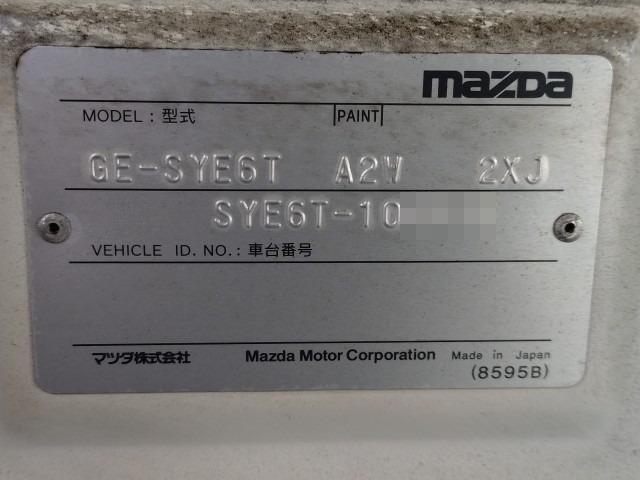 mazda
MODEL : 型式 PAINT
GE-SYE6T A2W 2XJ
SYE6T-10
VEHICLE ID. NO. : 車台番号
マツダ株式会社 Mazda Motor Corporation Made in Japan
(8595B)